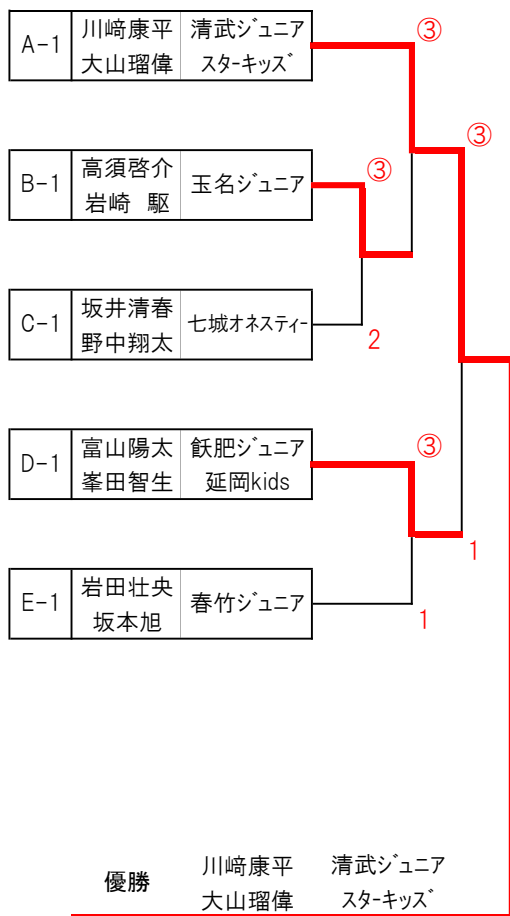 ③
A-1 川﨑康平 清武ジュニア
大山瑠偉 スターキッズ
③
B-1 高須啓介 玉名ジュニア ③
岩崎 駆
C-1 坂井清春 七城オネスティー
野中翔太 2
D-1 富山陽太 飫肥ジュニア ③
峯田智生 延岡kids
1
E-1 岩田壮央 春竹ジュニア
坂本旭 1
優勝 川﨑康平 清武ジュニア
大山瑠偉 スターキッズ